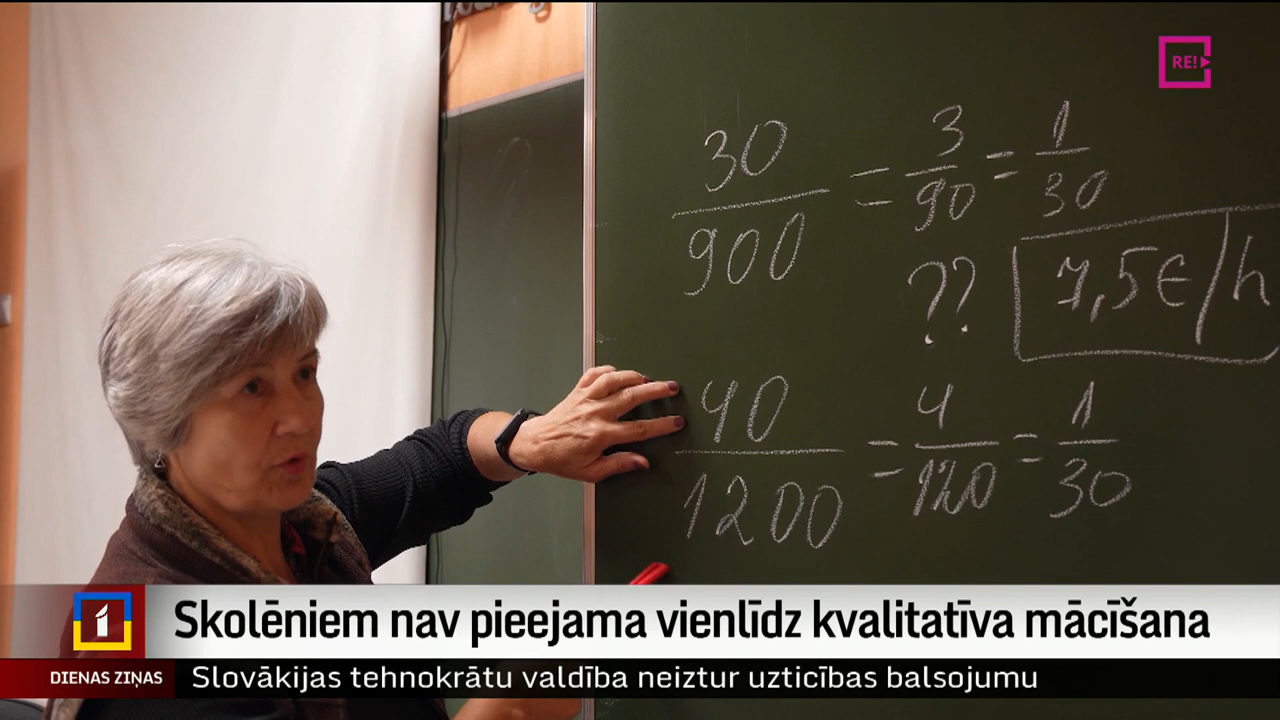 RE!
30/900 = 3/90 = 1/30
?? 7,5€/h
40/1200 = 4/120 = 1/30
1 Skolēniem nav pieejama vienlīdz kvalitatīva mācīšana
DIENAS ZIŅAS Slovākijas tehnokrātu valdība neiztur uzticības balsojumu